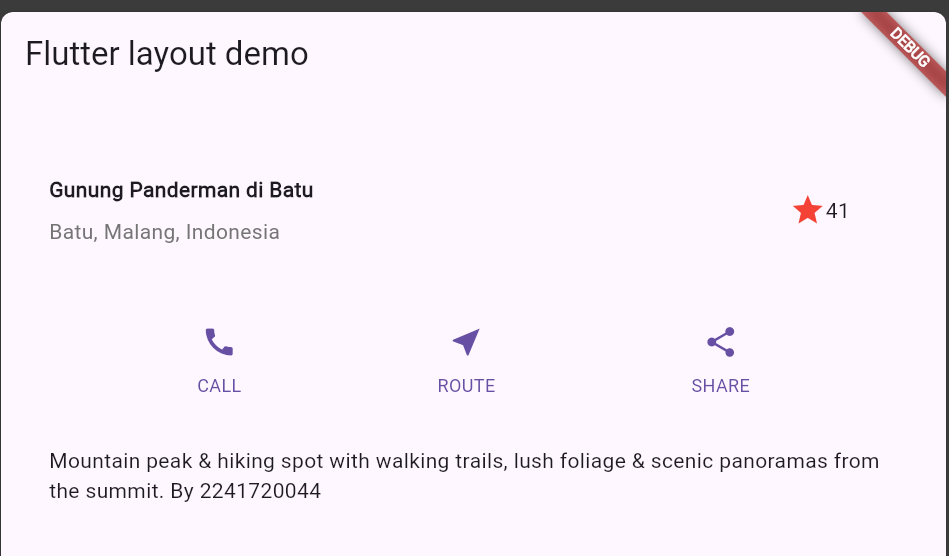 Flutter layout demo
DEBUG
Gunung Panderman di Batu
Batu, Malang, Indonesia
41
CALL
ROUTE
SHARE
Mountain peak & hiking spot with walking trails, lush foliage & scenic panoramas from
the summit. By 2241720044